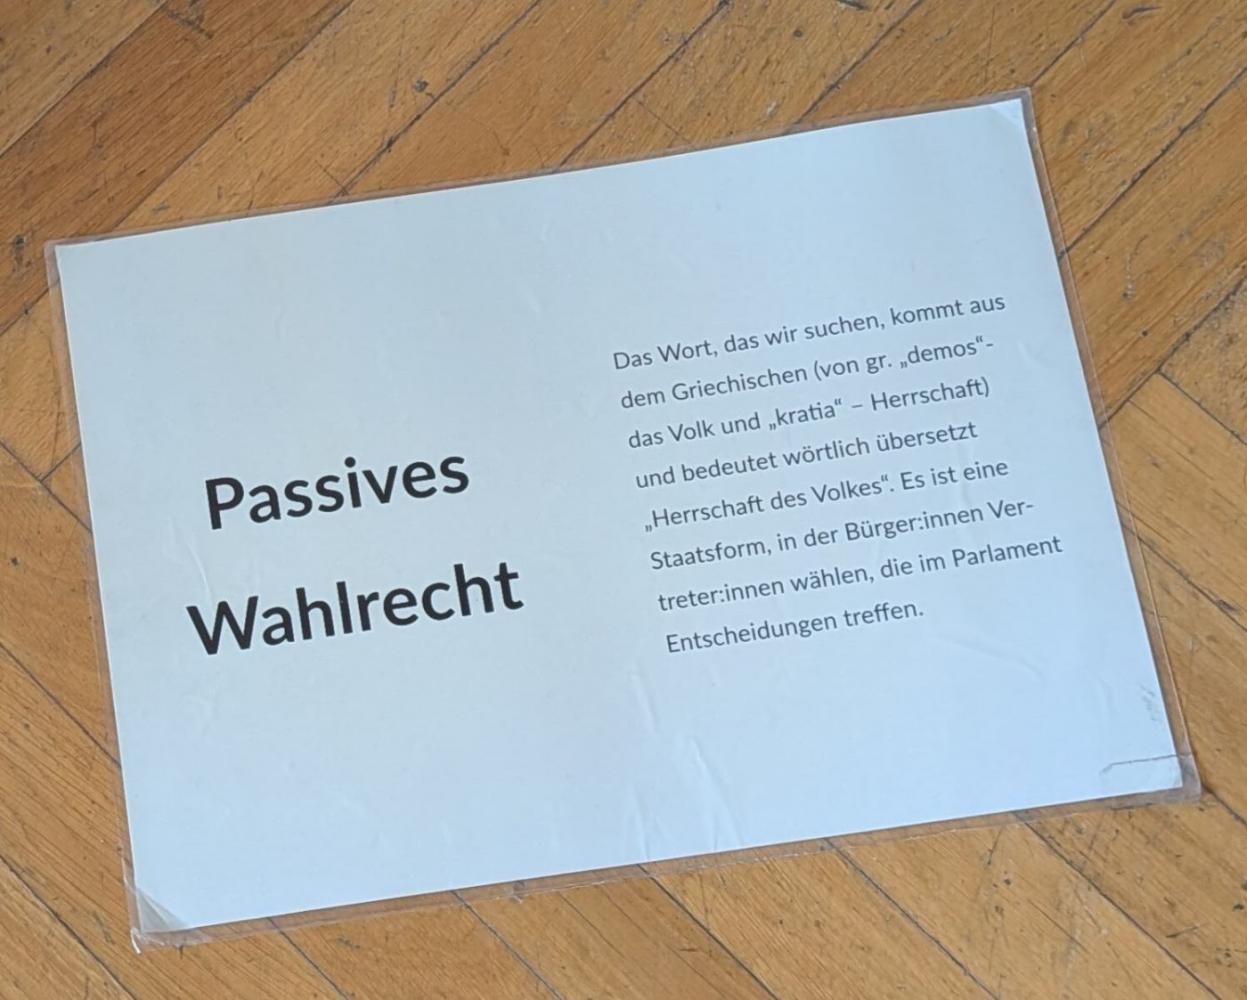 Passives
Wahlrecht
Das Wort, das wir suchen, kommt aus
dem Griechischen (von gr. „demos“-
das Volk und „kratia“ – Herrschaft)
und bedeutet wörtlich übersetzt
„Herrschaft des Volkes“. Es ist eine
Staatsform, in der Bürger:innen Ver-
treter:innen wählen, die im Parlament
Entscheidungen treffen.